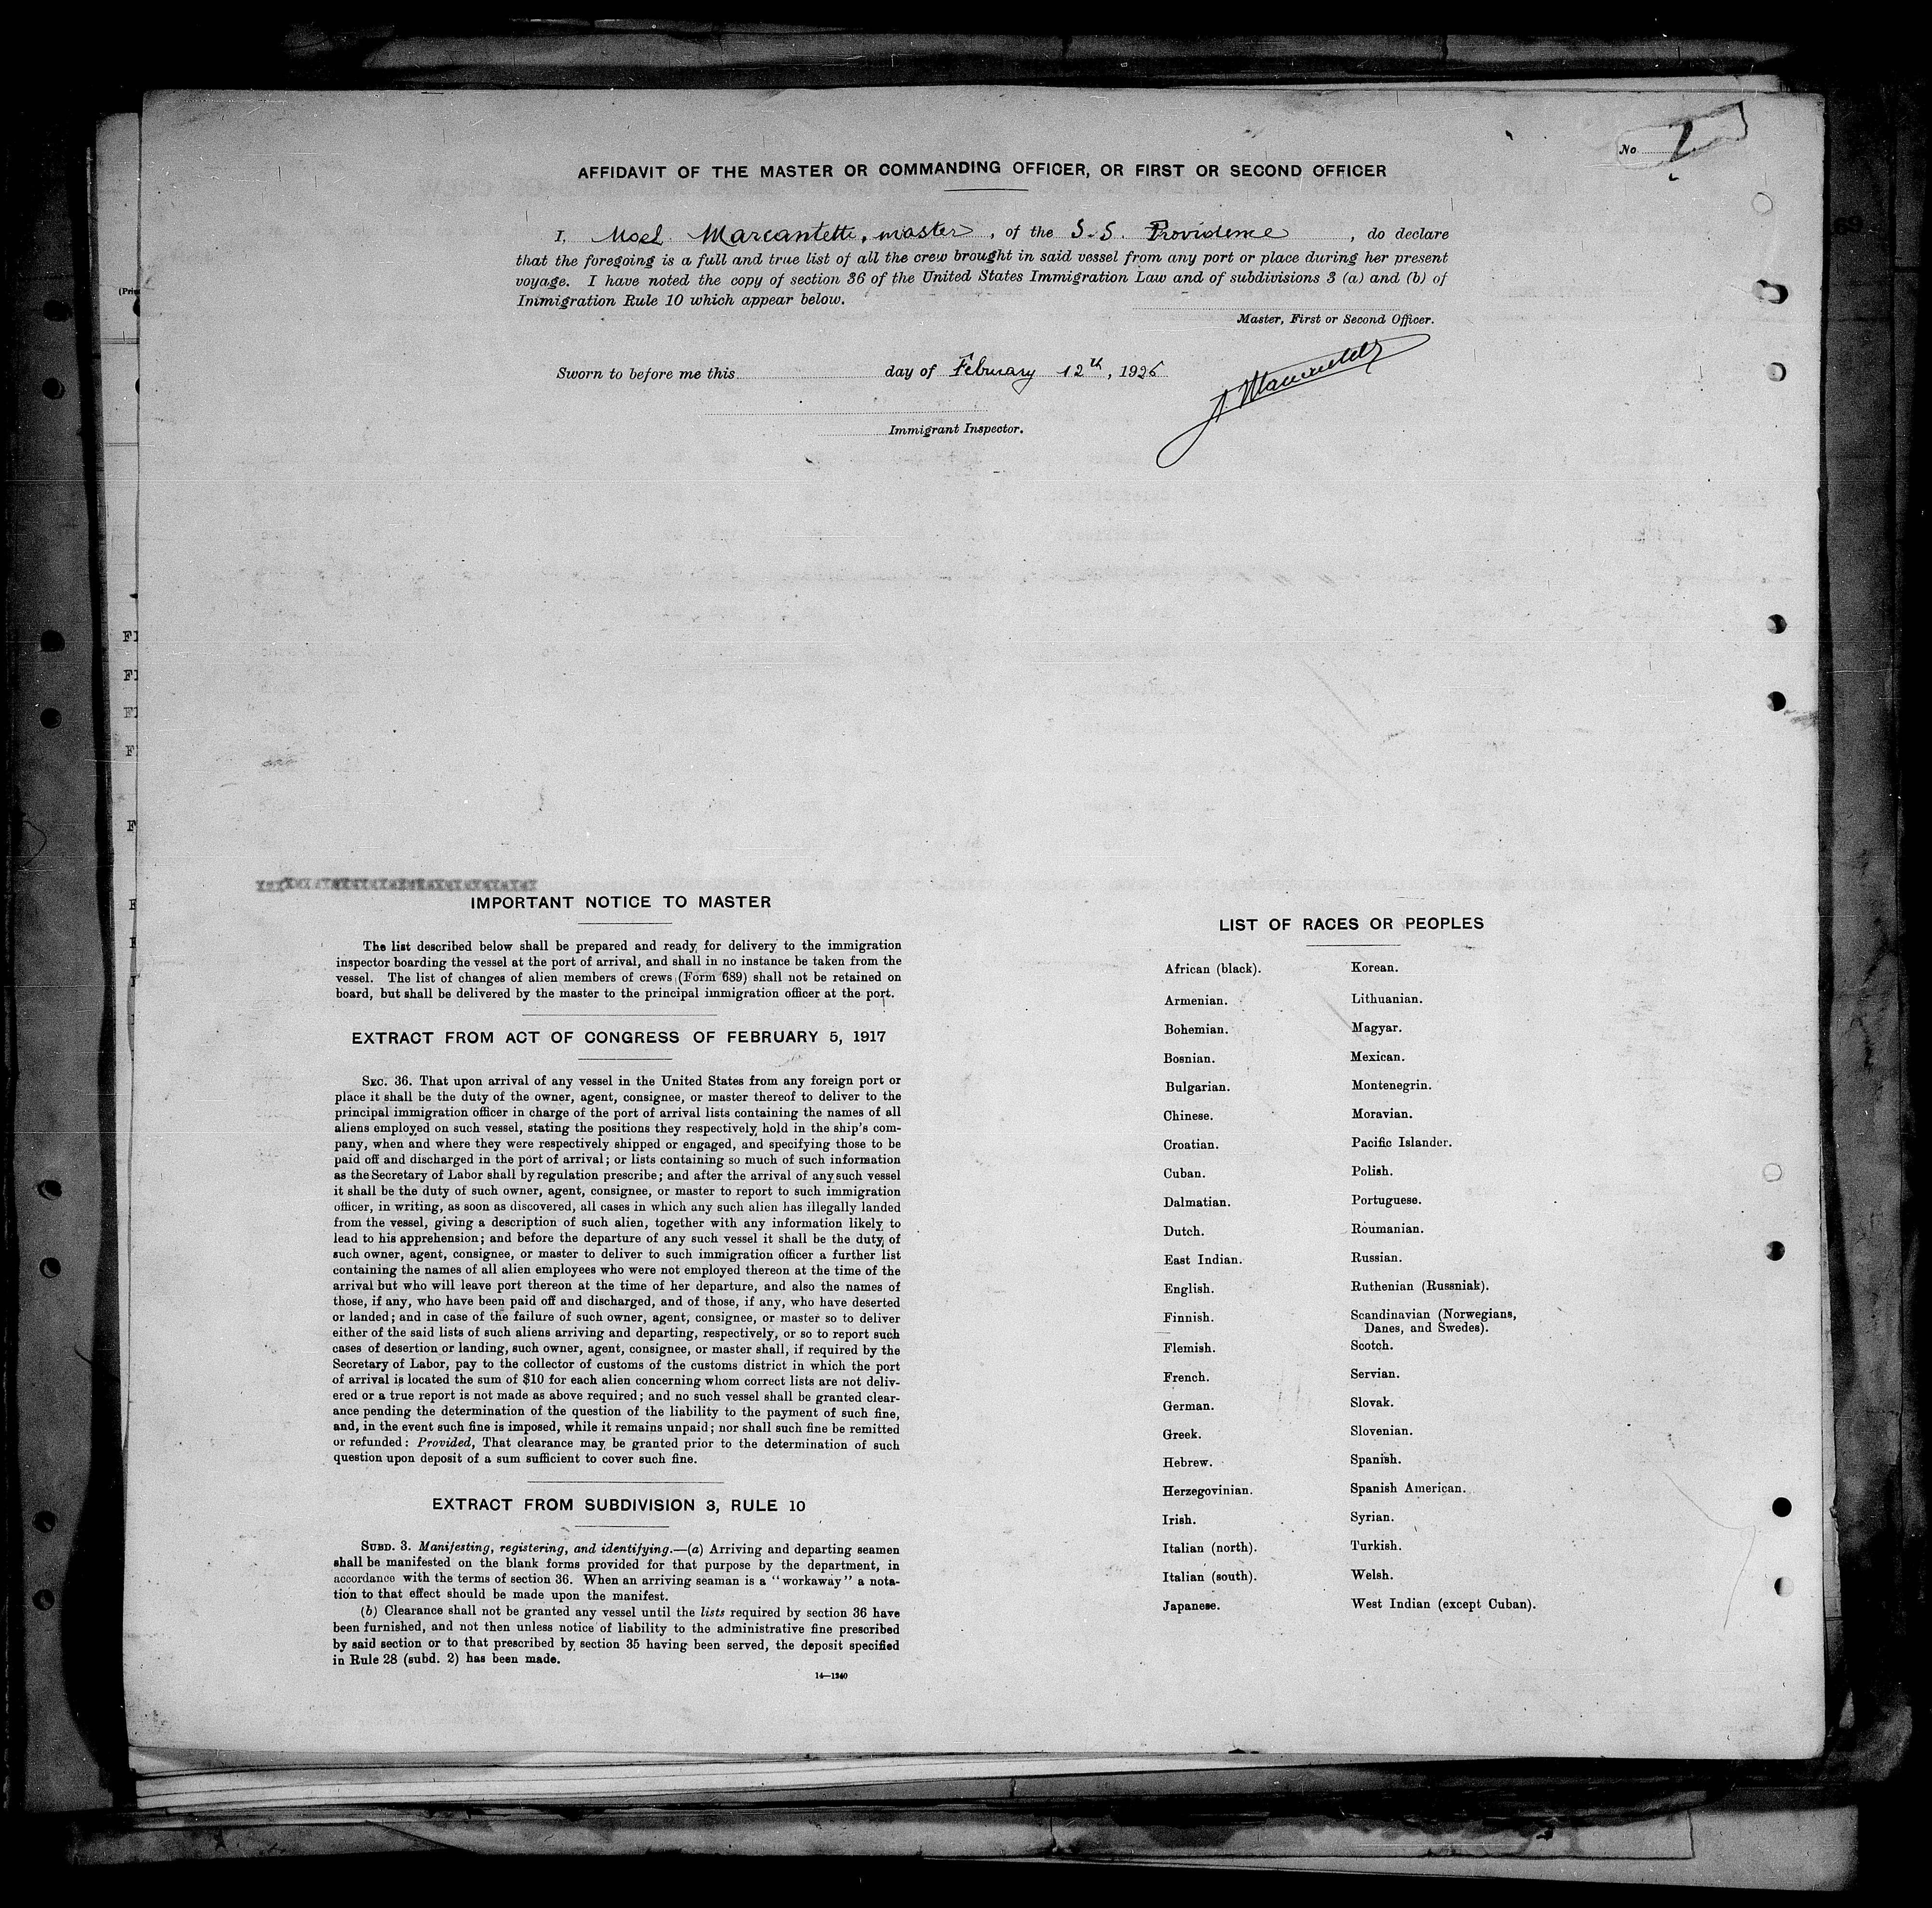 No
AFFIDAVIT OF THE MASTER OR COMMANDING OFFICER, OR FIRST OR SECOND OFFICER
I, Marcantetti, master, of the S.S. Providence, do declare
that the foregoing is a full and true list of all the crew brought in said vessel from any port or place during her present
voyage. I have noted the copy of section 36 of the United States Immigration Law and of subdivisions 3 (a) and (b) of
Immigration Rule 10 which appear below.
Master, First or Second Officer.
Sworn to before me this day of February 12th, 1925
Immigrant Inspector.
IMPORTANT NOTICE TO MASTER
The list described below shall be prepared and ready for delivery to the immigration
inspector boarding the vessel at the port of arrival, and shall in no instance be taken from the
vessel. The list of changes of alien members of crews (Form 689) shall not be retained on
board, but shall be delivered by the master to the principal immigration officer at the port.
EXTRACT FROM ACT OF CONGRESS OF FEBRUARY 5, 1917
SEC. 36. That upon arrival of any vessel in the United States from any foreign port or
place it shall be the duty of the owner, agent, consignee, or master thereof to deliver to the
principal immigration officer in charge of the port of arrival lists containing the names of all
aliens employed on such vessel, stating the positions they respectively hold in the ship's com-
pany, when and where they were respectively shipped or engaged, and specifying those to be
paid off and discharged in the port of arrival; or lists containing so much of such information
as the Secretary of Labor shall by regulation prescribe; and after the arrival of any such vessel
it shall be the duty of such owner, agent, consignee, or master to report to such immigration
officer, in writing, as soon as discovered, all cases in which any such alien has illegally landed
from the vessel, giving a description of such alien, together with any information likely to
lead to his apprehension; and before the departure of any such vessel it shall be the duty of
such owner, agent, consignee, or master to deliver to such immigration officer a further list
containing the names of all alien employees who were not employed thereon at the time of the
arrival but who will leave port thereon at the time of her departure, and also the names of
those, if any, who have been paid off and discharged, and of those, if any, who have deserted
or landed; and in case of the failure of such owner, agent, consignee, or master so to deliver
either of the said lists of such aliens arriving and departing, respectively, or so to report such
cases of desertion or landing, such owner, agent, consignee, or master shall, if required by the
Secretary of Labor, pay to the collector of customs of the customs district in which the port
of arrival is located the sum of $10 for each alien concerning whom correct lists are not deliv-
ered or a true report is not made as above required; and no such vessel shall be granted clear-
ance pending the determination of the question of the liability to the payment of such fine,
and, in the event such fine is imposed, while it remains unpaid; nor shall such fine be remitted
or refunded: Provided, That clearance may be granted prior to the determination of such
question upon deposit of a sum sufficient to cover such fine.
EXTRACT FROM SUBDIVISION 3, RULE 10
SUBD. 3. Manifesting, registering, and identifying.—(a) Arriving and departing seamen
shall be manifested on the blank forms provided for that purpose by the department, in
accordance with the terms of section 36. When an arriving seaman is a "workaway" a nota-
tion to that effect should be made upon the manifest.
(b) Clearance shall not be granted any vessel until the lists required by section 36 have
been furnished, and not then unless notice of liability to the administrative fine prescribed
by said section or to that prescribed by section 35 having been served, the deposit specified
in Rule 28 (subd. 2) has been made.
14—1240
LIST OF RACES OR PEOPLES
African (black).
Armenian.
Bohemian.
Bosnian.
Bulgarian.
Chinese.
Croatian.
Cuban.
Dalmatian.
Dutch.
East Indian.
English.
Finnish.
Flemish.
French.
German.
Greek.
Hebrew.
Herzegovinian.
Irish.
Italian (north).
Italian (south).
Japanese.
Korean.
Lithuanian.
Magyar.
Mexican.
Montenegrin.
Moravian.
Pacific Islander.
Polish.
Portuguese.
Roumanian.
Russian.
Ruthenian (Russniak).
Scandinavian (Norwegians,
Danes, and Swedes).
Scotch.
Servian.
Slovak.
Slovenian.
Spanish.
Spanish American.
Syrian.
Turkish.
Welsh.
West Indian (except Cuban).